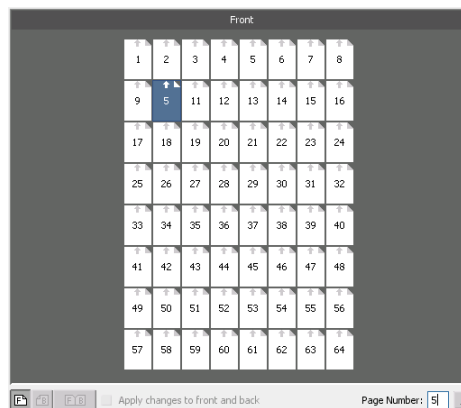 Front
1 2 3 4 5 6 7 8
9 5 11 12 13 14 15 16
17 18 19 20 21 22 23 24
25 26 27 28 29 30 31 32
33 34 35 36 37 38 39 40
41 42 43 44 45 46 47 48
49 50 51 52 53 54 55 56
57 58 59 60 61 62 63 64
F B F B Apply changes to front and back Page Number: 5